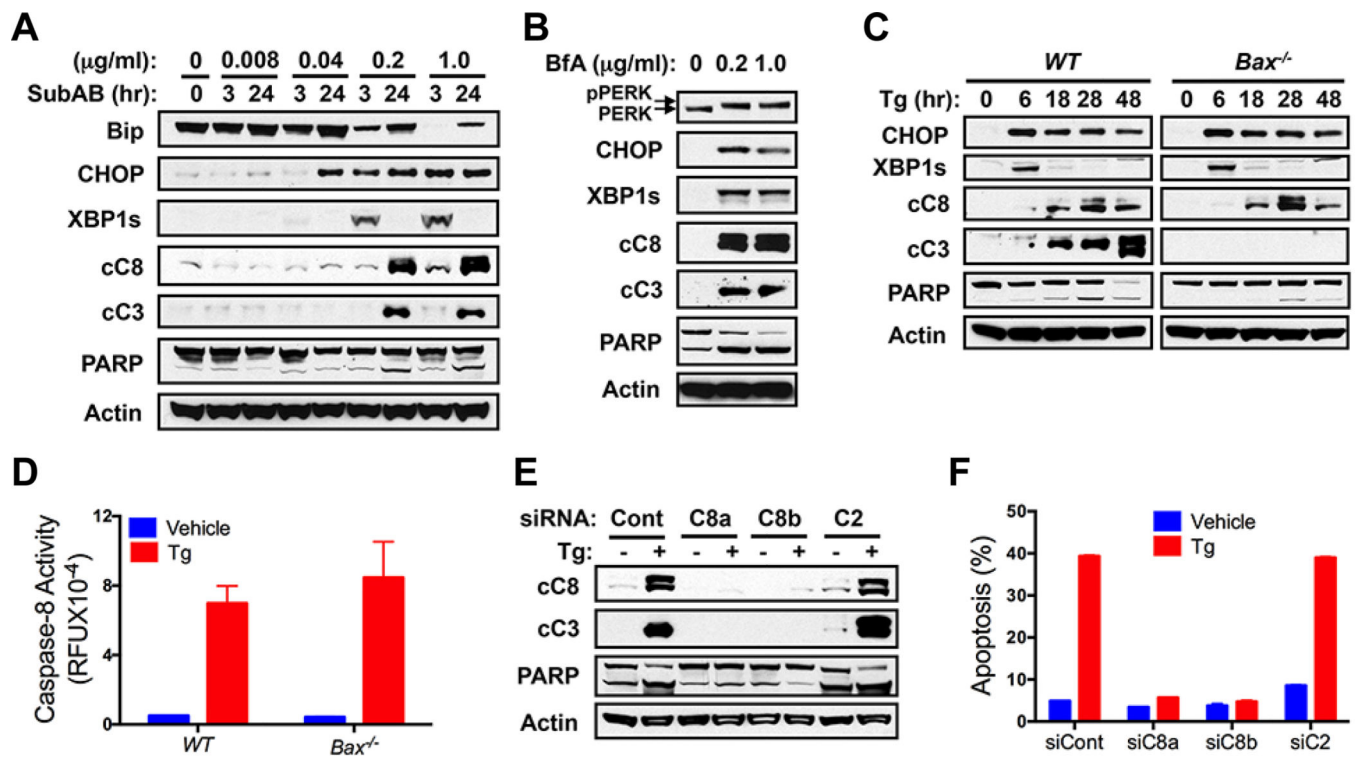 A
(μg/ml): 0 0.008 0.04 0.2 1.0
SubAB (hr): 0 3 24 3 24 3 24 3 24
Bip
CHOP
XBP1s
cC8
cC3
PARP
Actin
B
BfA (μg/ml): 0 0.2 1.0
pPERK
PERK
CHOP
XBP1s
cC8
cC3
PARP
Actin
C
WT Bax-/-
Tg (hr): 0 6 18 28 48 0 6 18 28 48
CHOP
XBP1s
cC8
cC3
PARP
Actin
D
Caspase-8 Activity
(RFUX10-4)
12
8
4
0
Vehicle
Tg
WT Bax-/-
E
siRNA: Cont C8a C8b C2
Tg: - + - + - + - +
cC8
cC3
PARP
Actin
F
Apoptosis (%)
50
40
30
20
10
0
Vehicle
Tg
siCont siC8a siC8b siC2